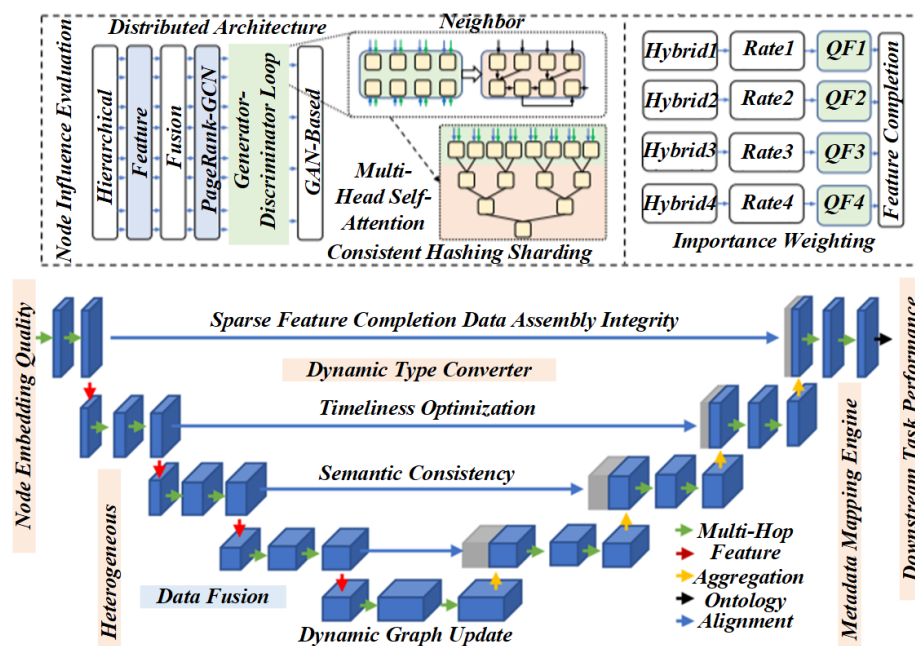 Node Influence Evaluation
Distributed Architecture
Hierarchical
Feature
Fusion
PageRank-GCN
Generator-
Discriminator Loop
GAN-Based
Neighbor
Multi-
Head Self-
Attention
Consistent Hashing Sharding
Hybrid1
Rate1
QF1
Hybrid2
Rate2
QF2
Hybrid3
Rate3
QF3
Hybrid4
Rate4
QF4
Feature Completion
Importance Weighting
Node Embedding Quality
Sparse Feature Completion Data Assembly Integrity
Dynamic Type Converter
Timeliness Optimization
Semantic Consistency
Heterogeneous
Data Fusion
Dynamic Graph Update
Multi-Hop
Feature
Aggregation
Ontology
Alignment
Metadata Mapping Engine
Downstream Task Performance